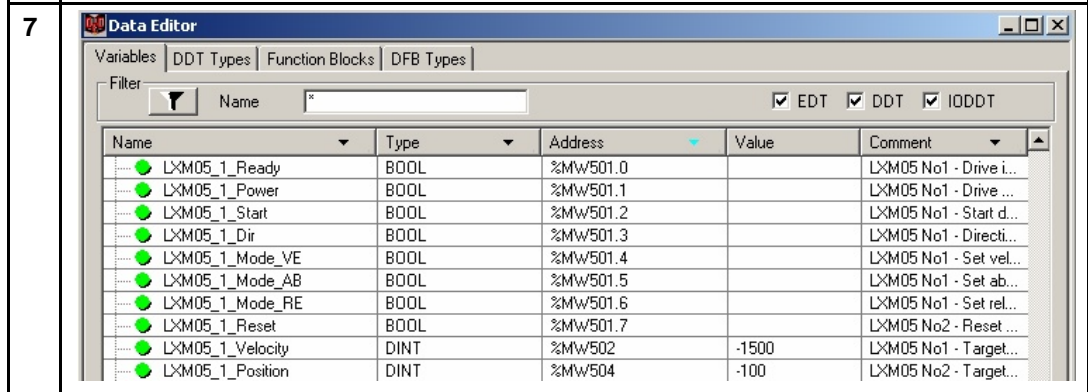 7
Data Editor
Variables DDT Types Function Blocks DFB Types
Filter
Name * EDT DDT IODDT
Name Type Address Value Comment
LXM05_1_Ready BOOL %MW501.0 LXM05 No1 - Drive i...
LXM05_1_Power BOOL %MW501.1 LXM05 No1 - Drive ...
LXM05_1_Start BOOL %MW501.2 LXM05 No1 - Start d...
LXM05_1_Dir BOOL %MW501.3 LXM05 No1 - Directi...
LXM05_1_Mode_VE BOOL %MW501.4 LXM05 No1 - Set vel...
LXM05_1_Mode_AB BOOL %MW501.5 LXM05 No1 - Set ab...
LXM05_1_Mode_RE BOOL %MW501.6 LXM05 No1 - Set rel...
LXM05_1_Reset BOOL %MW501.7 LXM05 No2 - Reset ...
LXM05_1_Velocity DINT %MW502 -1500 LXM05 No1 - Target...
LXM05_1_Position DINT %MW504 -100 LXM05 No2 - Target...